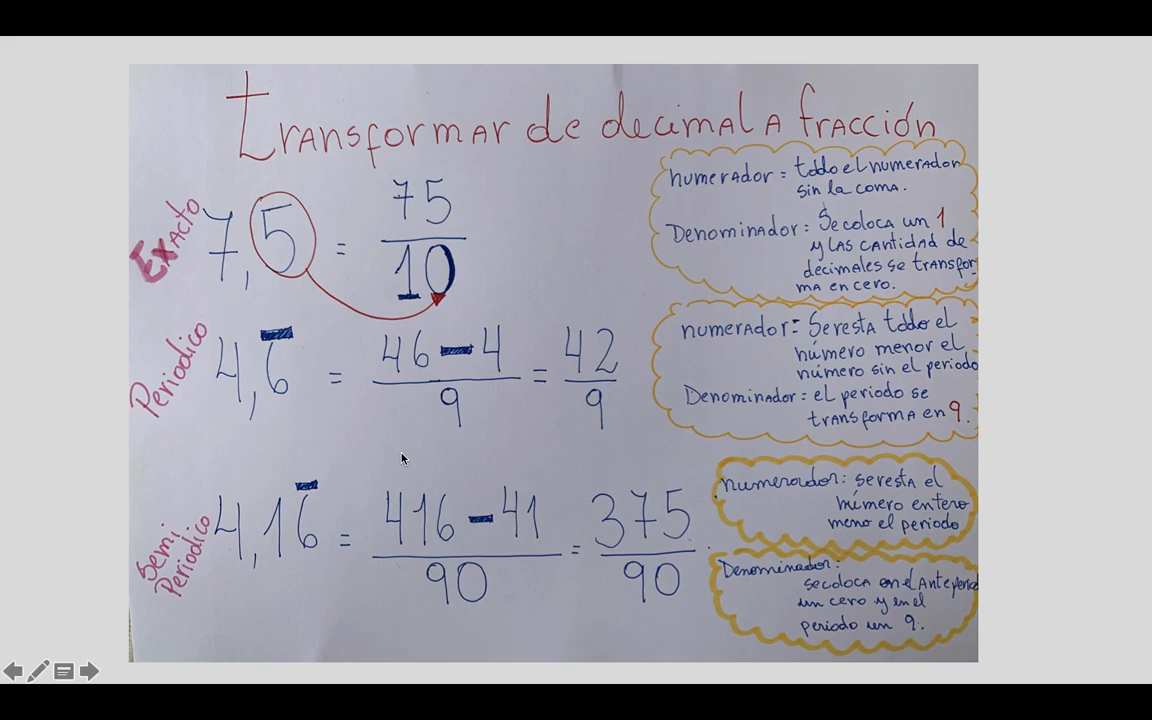 transformar de decimal a fracción
Exacto
7,5 = 75/10
numerador = toddo el numerador
sin la coma.
Denominador: Se coloca un 1
y las cantidad de
decimales se transfor-
ma en cero.
Periodico
4,6̅ = 46-4/9 = 42/9
numerador = Se resta toddo el
número menor el
número sin el periodo
Denominador = el periodo se
transforma en 9.
Semi
Periodico
4,16̅ = 416-41/90 = 375/90
numerador: se resta el
número entero
meno el periodo
Denominador:
se coloca en el
un cero y en el
periodo un 9.